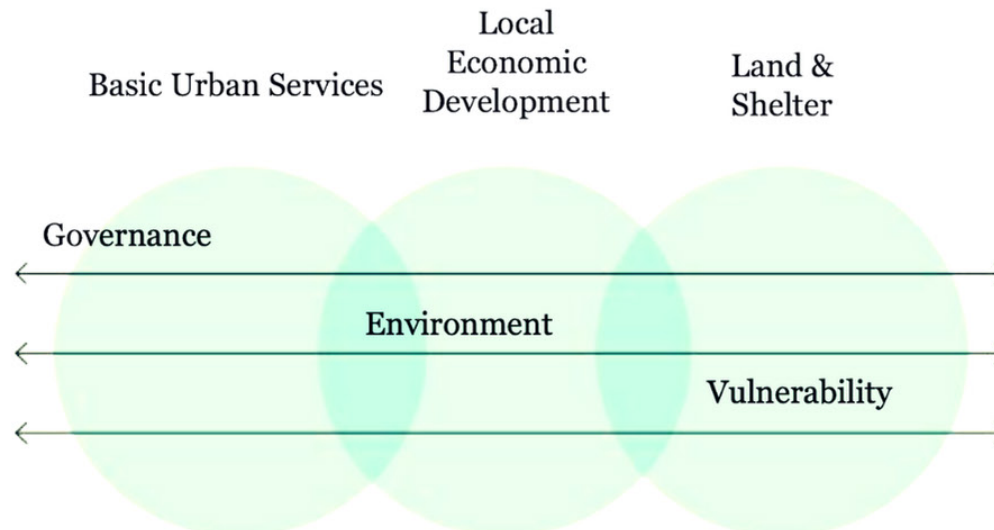 Basic Urban Services
Local
Economic
Development
Land &
Shelter
Governance
Environment
Vulnerability